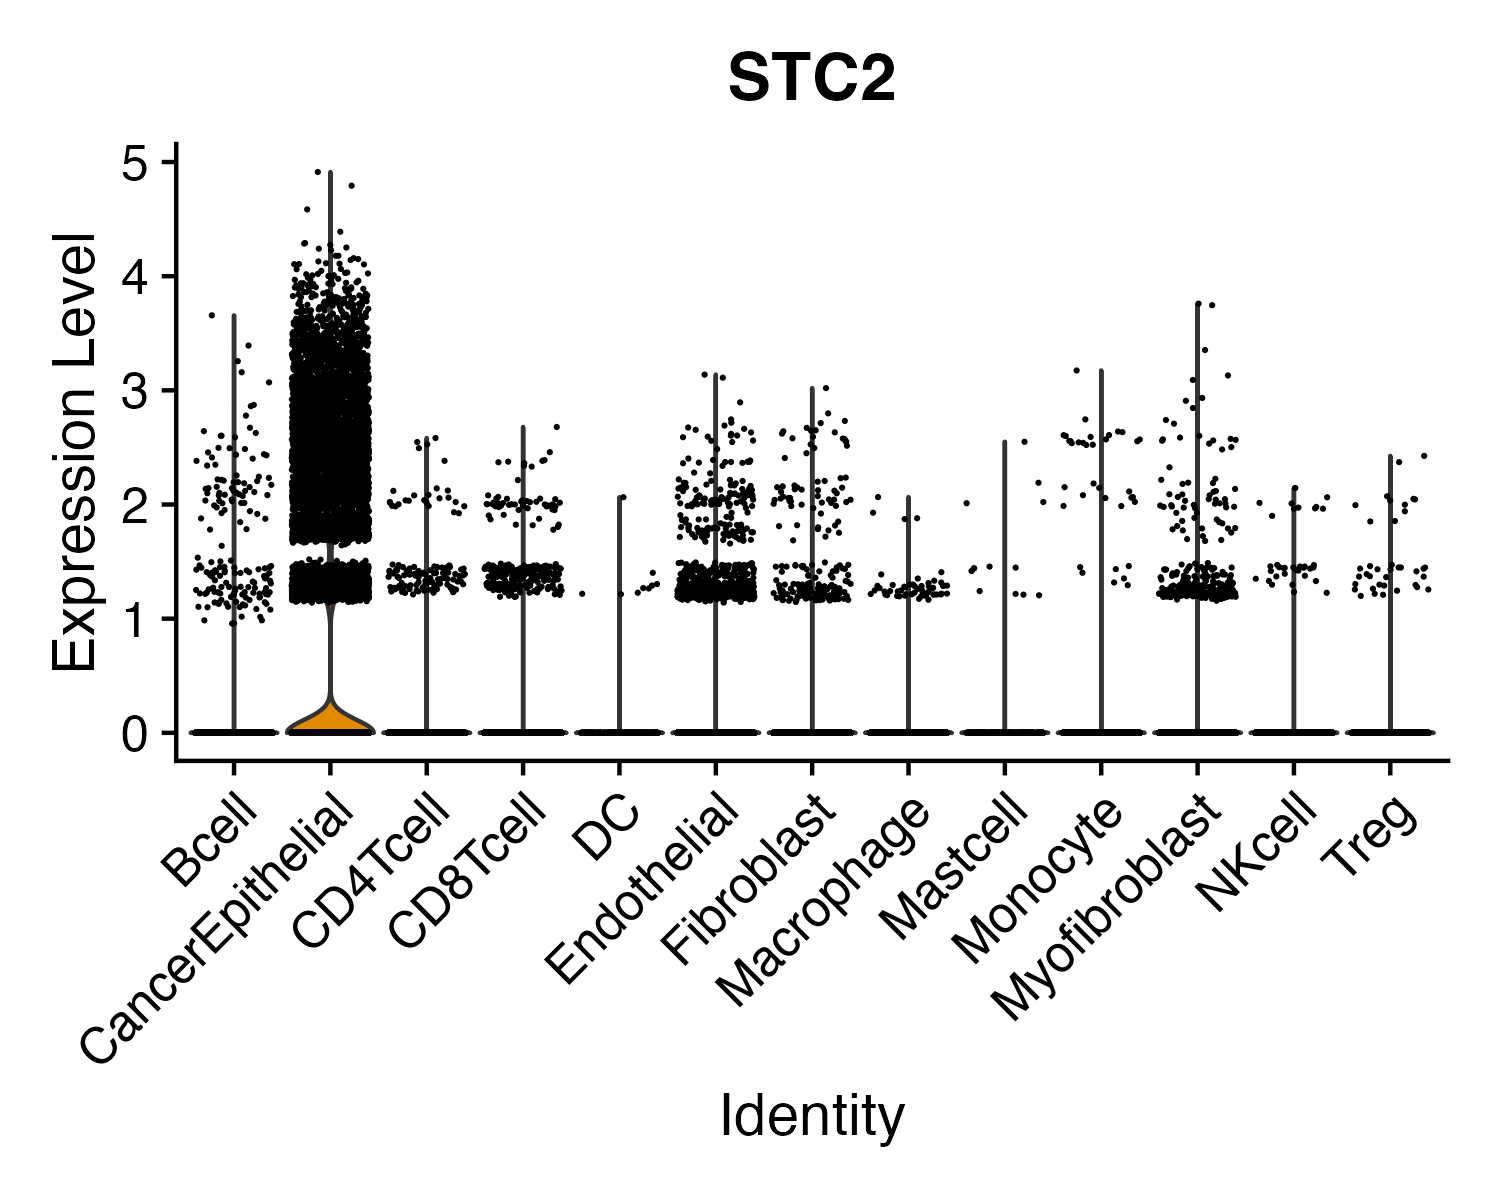 STC2
Expression Level
5
4
3
2
1
0
Bcell
CancerEpithelial
CD4Tcell
CD8Tcell
DC
Endothelial
Fibroblast
Macrophage
Mastcell
Monocyte
Myofibroblast
NKcell
Treg
Identity